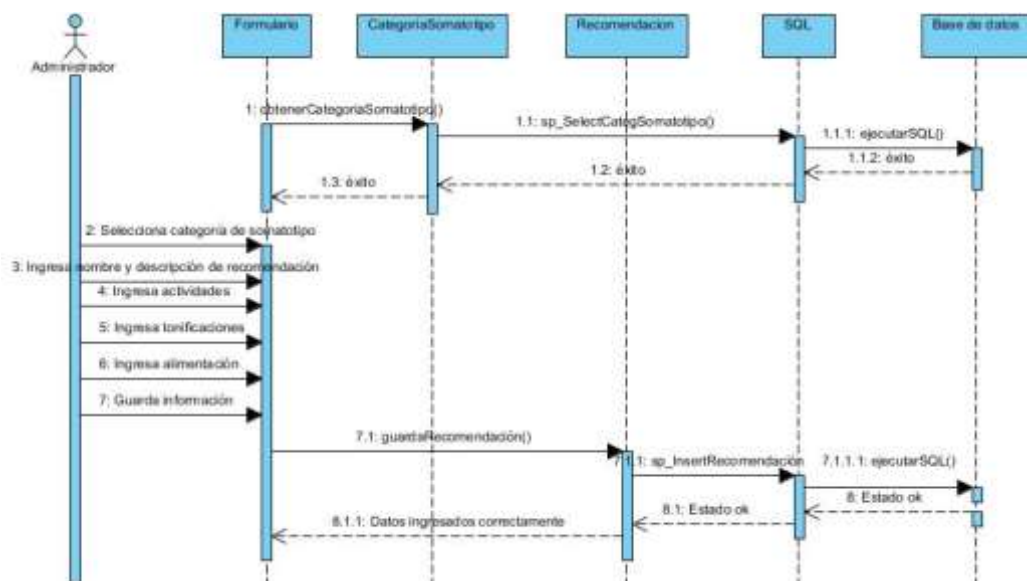 Formulario
CategoriaSomatotipo
Recomendacion
SQL
Base de datos
Administrador
1: obtenerCategoriaSomatotipo()
1.1: sp_SelectCategSomatotipo()
1.1.1: ejecutarSQL()
1.1.2: éxito
1.2: éxito
1.3: éxito
2: Selecciona categoría de somatotipo
3: Ingresa nombre y descripción de recomendación
4: Ingresa actividades
5: Ingresa tonificaciones
6: Ingresa alimentación
7: Guarda información
7.1: guardaRecomendación()
7.1.1: sp_InsertRecomendación
7.1.1.1: ejecutarSQL()
8: Estado ok
8.1: Estado ok
8.1.1: Datos ingresados correctamente